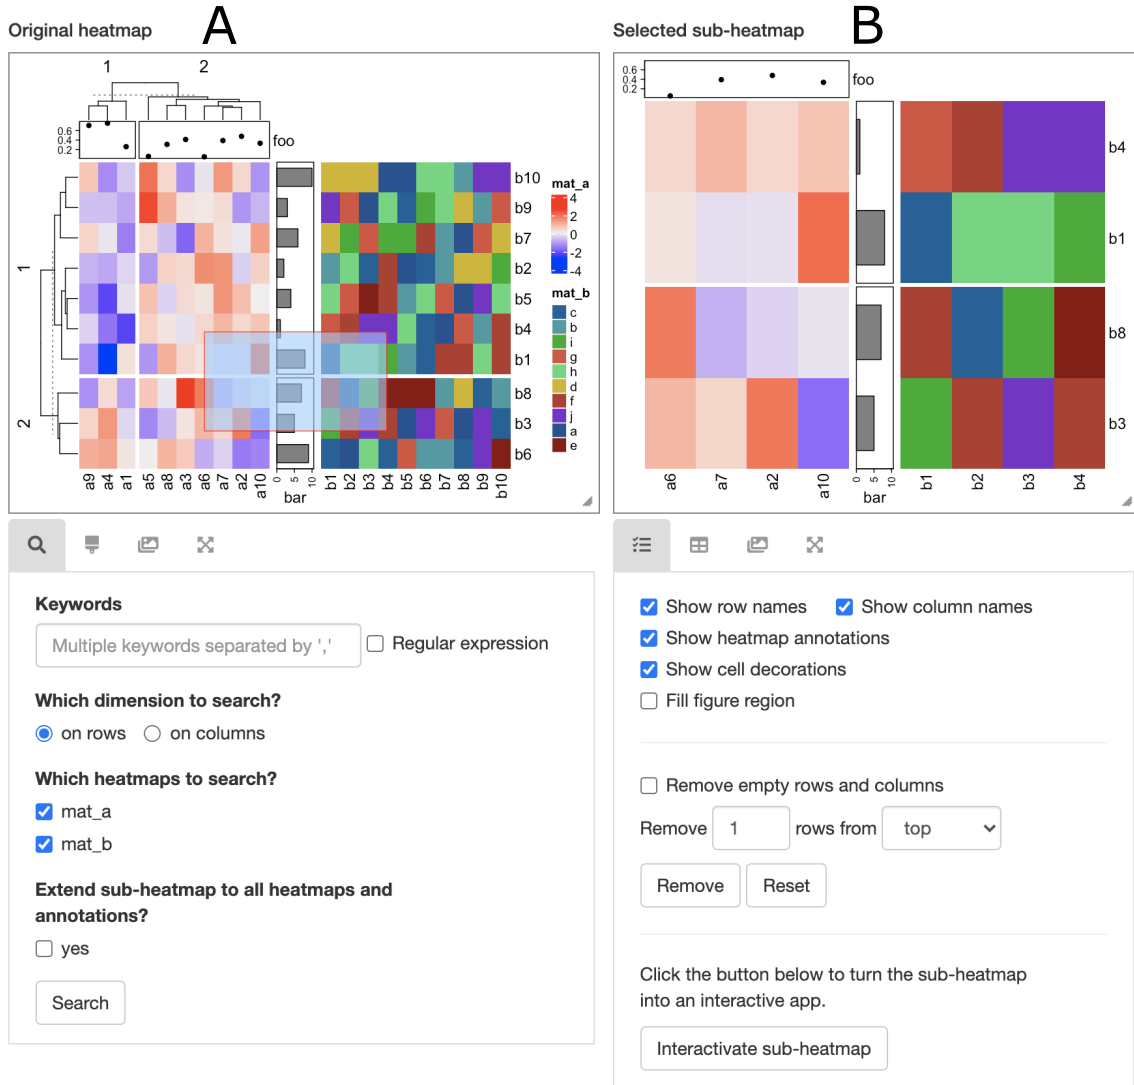 Original heatmap
A
1 2
0.6
0.4
0.2
foo
1
2
b10
b9
b7
b2
b5
b4
b1
b8
b3
b6
a9 a4 a1 a5 a8 a3 a6 a7 a2 a10
0 5 10
bar
b1 b2 b3 b4 b5 b6 b7 b8 b9 b10
mat_a
4
2
0
-2
-4
mat_b
c
b
i
g
h
d
f
j
a
e
Selected sub-heatmap
B
0.6
0.4
0.2
foo
b4
b1
b8
b3
a6 a7 a2 a10
0 5 10
bar
b1 b2 b3 b4
Keywords
Multiple keywords separated by ','
Regular expression
Which dimension to search?
on rows on columns
Which heatmaps to search?
mat_a
mat_b
Extend sub-heatmap to all heatmaps and
annotations?
yes
Search
Show row names Show column names
Show heatmap annotations
Show cell decorations
Fill figure region
Remove empty rows and columns
Remove 1 rows from top
Remove Reset
Click the button below to turn the sub-heatmap
into an interactive app.
Interactivate sub-heatmap